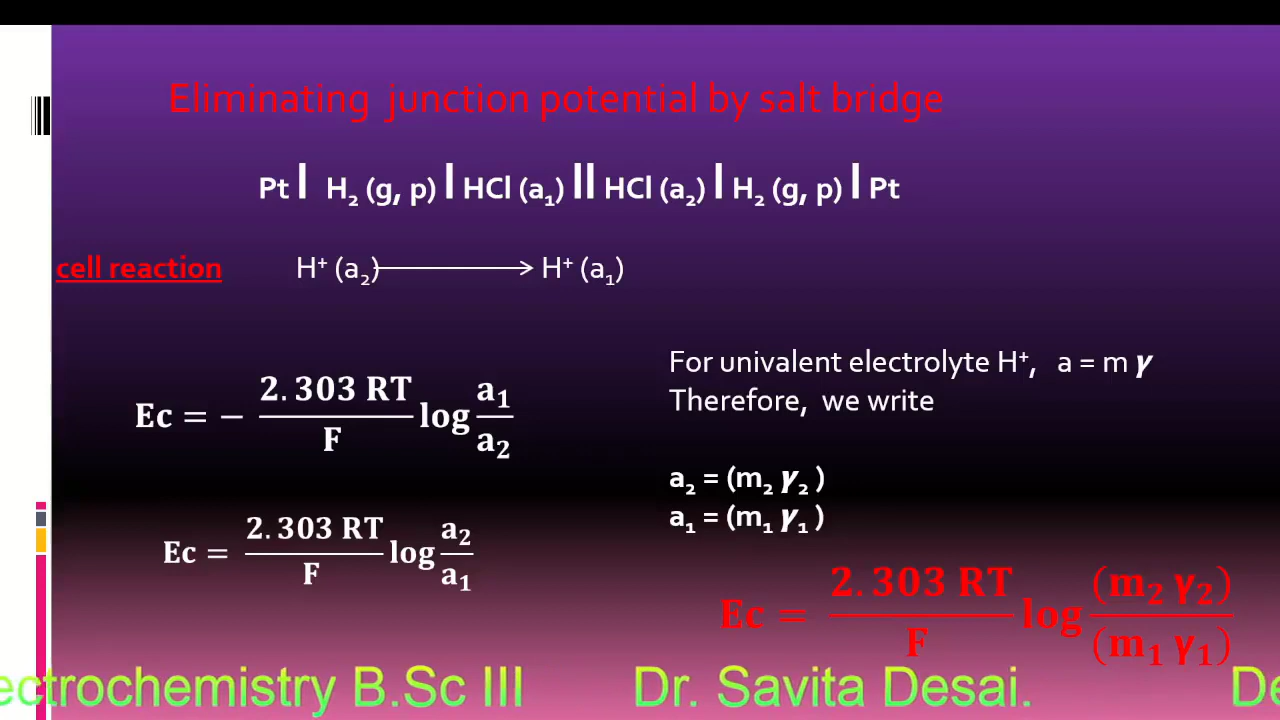 Eliminating junction potential by salt bridge
Pt | H₂ (g, p) | HCl (a₁) || HCl (a₂) | H₂ (g, p) | Pt
cell reaction H⁺ (a₂) ⟶ H⁺ (a₁)
For univalent electrolyte H⁺, a = m γ
Therefore, we write
Ec = − 2.303 RT / F log a₁ / a₂
a₂ = (m₂ γ₂ )
a₁ = (m₁ γ₁ )
Ec = 2.303 RT / F log a₂ / a₁
Ec = 2.303 RT / F log (m₂ γ₂) / (m₁ γ₁)
ectrochemistry B.Sc III Dr. Savita Desai. De